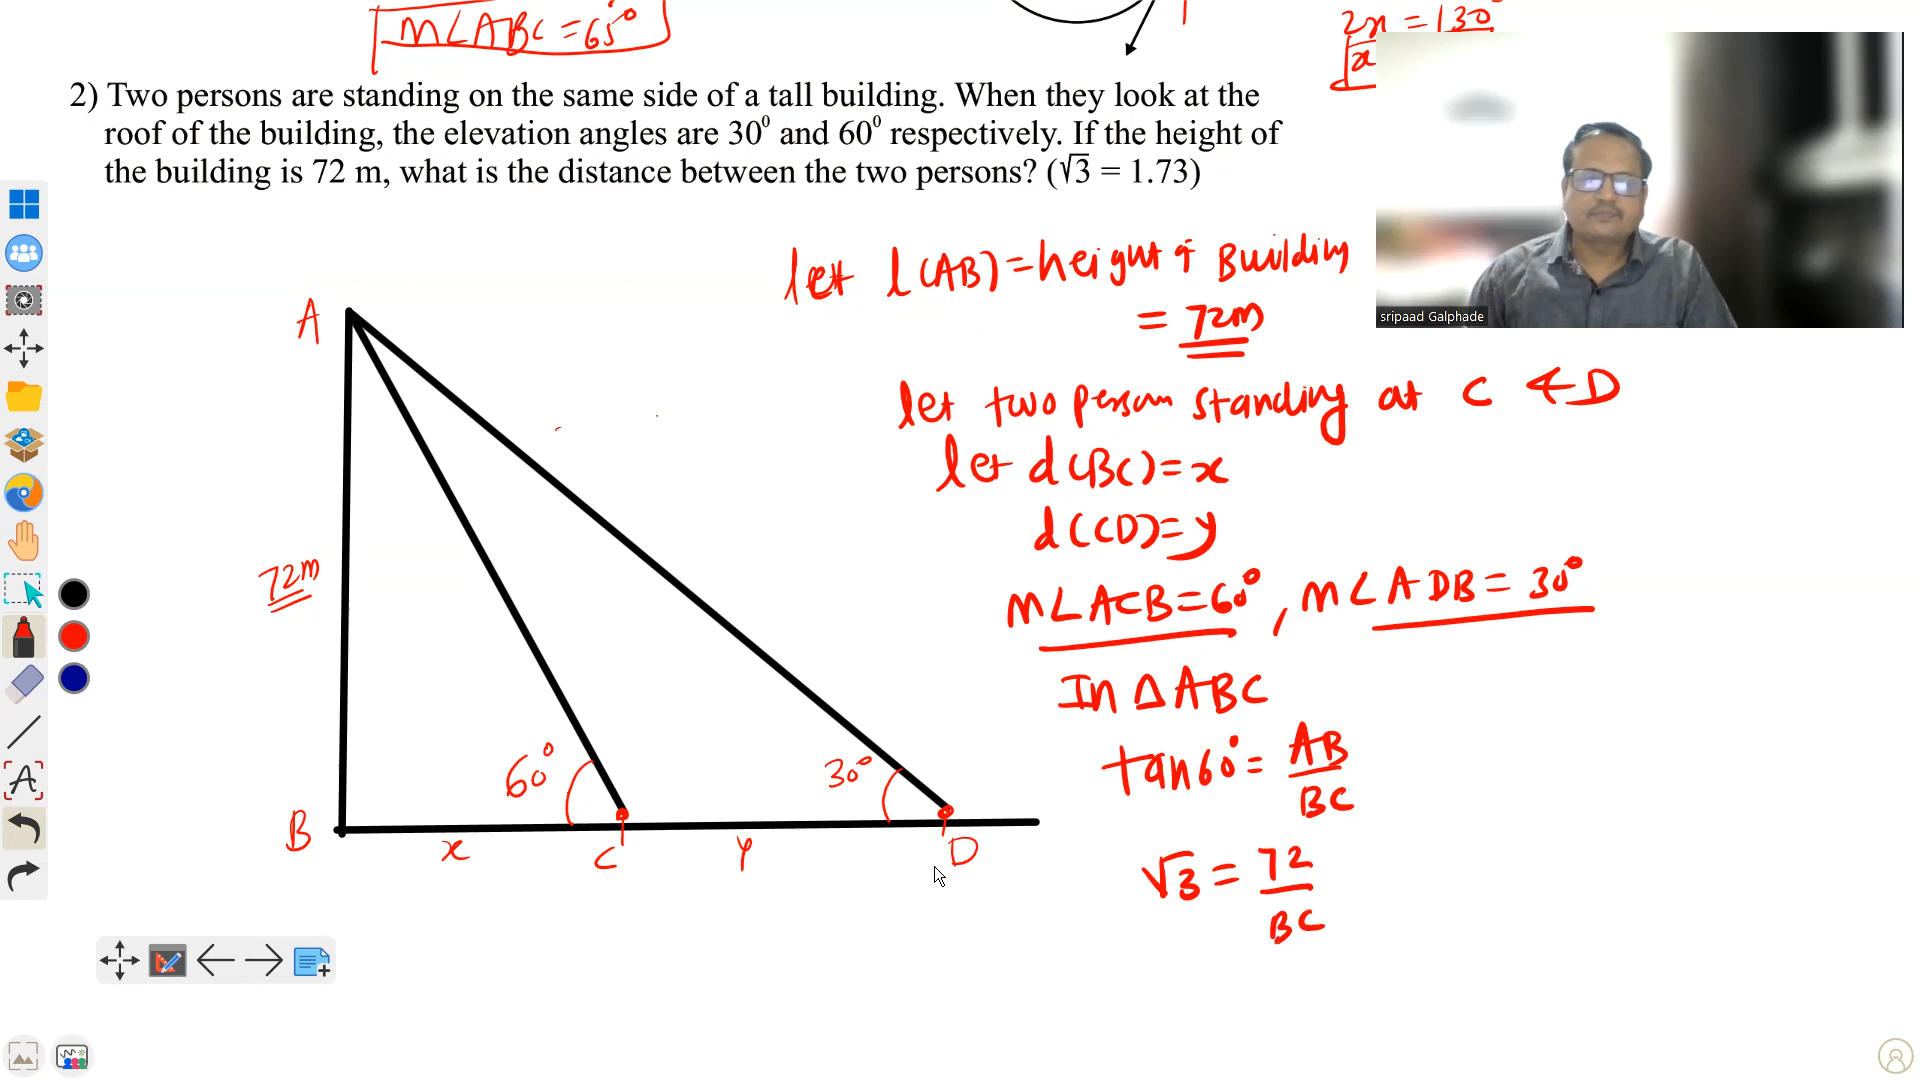 m∠ABC = 65°
2x = 130°
x
2) Two persons are standing on the same side of a tall building. When they look at the
roof of the building, the elevation angles are 30⁰ and 60⁰ respectively. If the height of
the building is 72 m, what is the distance between the two persons? (√3 = 1.73)
sripaad Galphade
let l(AB) = height of Building
= 72m
let two person standing at C & D
let d(BC) = x
d(CD) = y
m∠ACB = 60°, m∠ADB = 30°
In △ABC
tan60° = AB/BC
√3 = 72/BC
A
72m
60°
30°
B
x
C
y
D
A